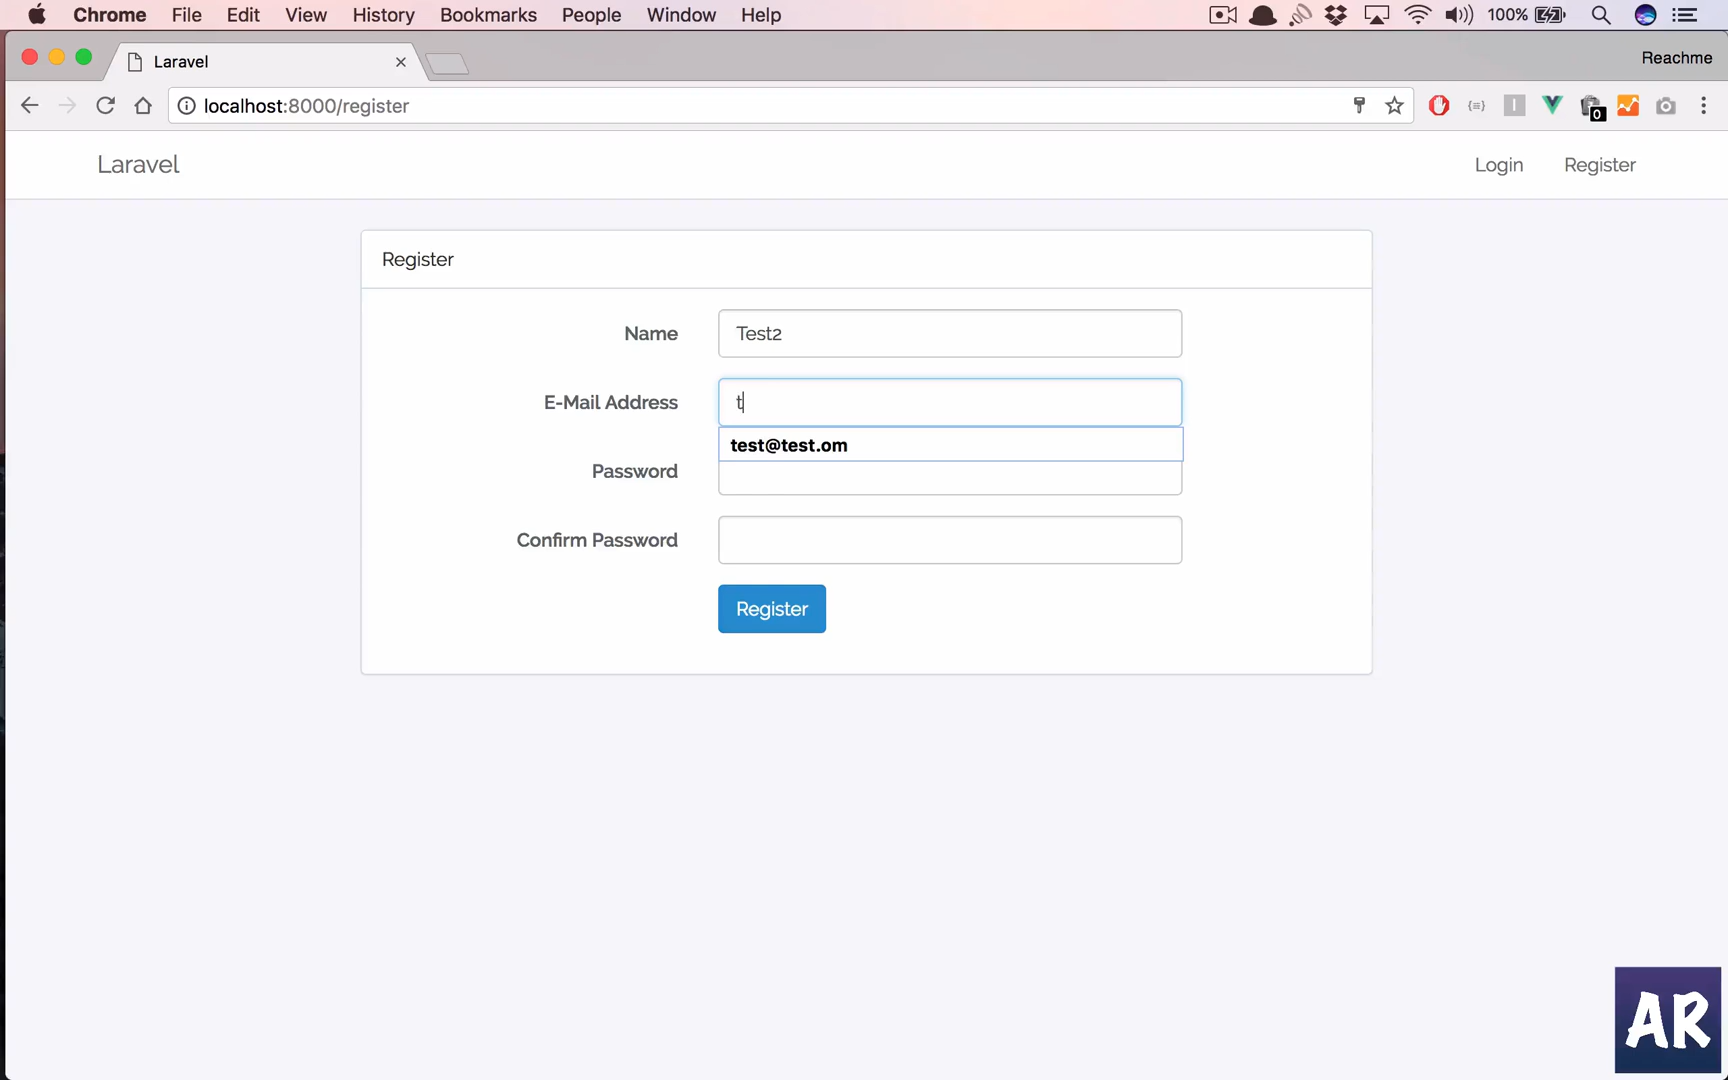 Chrome File Edit View History Bookmarks People Window Help 100%
Laravel Reachme
localhost:8000/register 0
Laravel Login Register
Register
Name Test2
E-Mail Address t
test@test.om
Password
Confirm Password
Register
AR